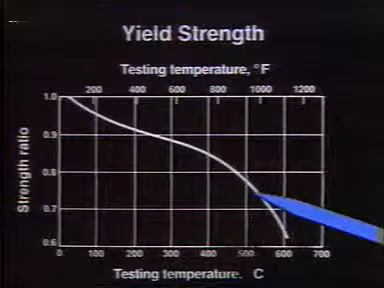 Yield Strength
Testing temperature, °F
200 400 600 800 1000 1200
1.0
0.9
0.8
0.7
0.6
Strength ratio
0 100 200 300 400 500 600 700
Testing temperature. C